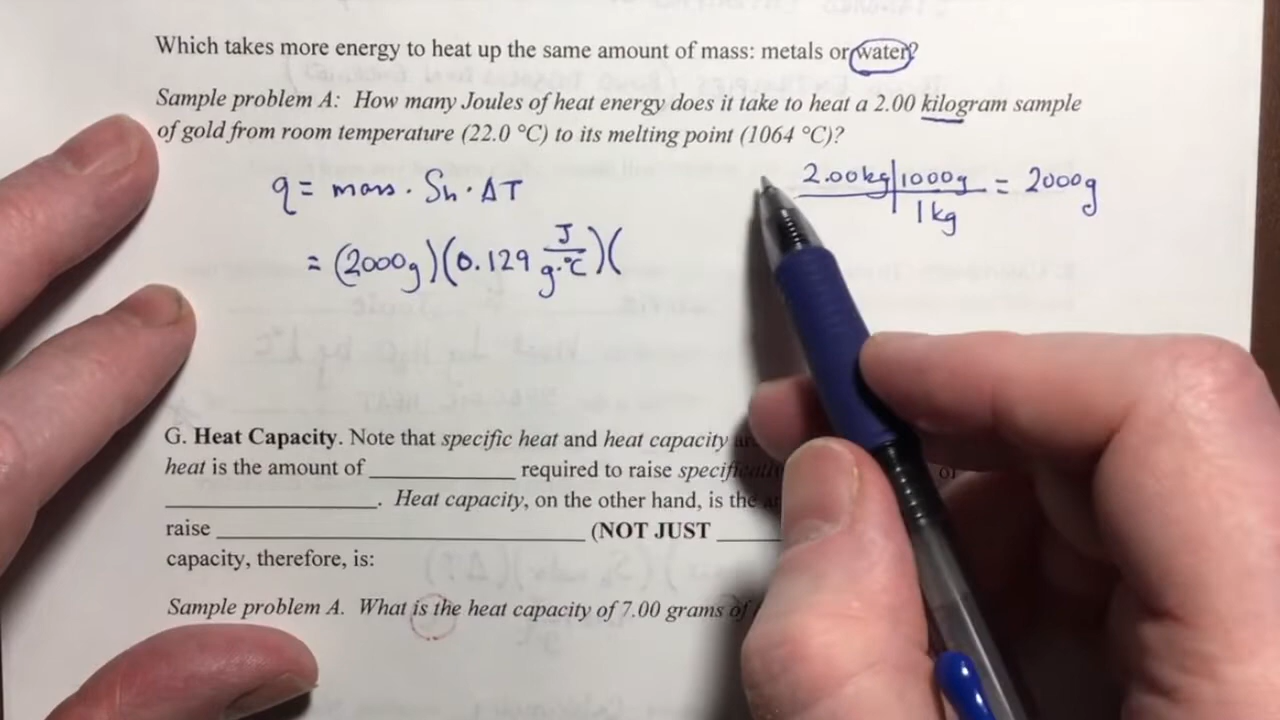 Which takes more energy to heat up the same amount of mass: metals or water?
Sample problem A: How many Joules of heat energy does it take to heat a 2.00 kilogram sample
of gold from room temperature (22.0 °C) to its melting point (1064 °C)?
q = mass · Sh · ΔT
2.00kg | 1000g / 1kg = 2000g
= (2000g)(0.129 J/g·°C)(
G. Heat Capacity. Note that specific heat and heat capacity
heat is the amount of ____________ required to raise or
____________. Heat capacity, on the other hand, is the
raise ____________ (NOT JUST ____
capacity, therefore, is:
Sample problem A. What is the heat capacity of 7.00 grams of